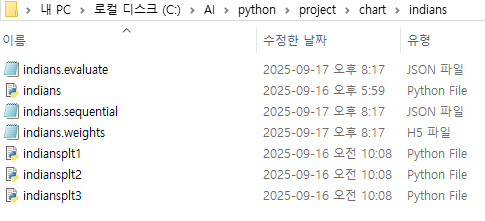 내 PC > 로컬 디스크 (C:) > AI > python > project > chart > indians
이름 수정한 날짜 유형
indians.evaluate 2025-09-17 오후 8:17 JSON 파일
indians 2025-09-16 오후 5:59 Python File
indians.sequential 2025-09-17 오후 8:17 JSON 파일
indians.weights 2025-09-17 오후 8:17 H5 파일
indiansplt1 2025-09-16 오전 10:08 Python File
indiansplt2 2025-09-16 오전 10:08 Python File
indiansplt3 2025-09-16 오전 10:08 Python File